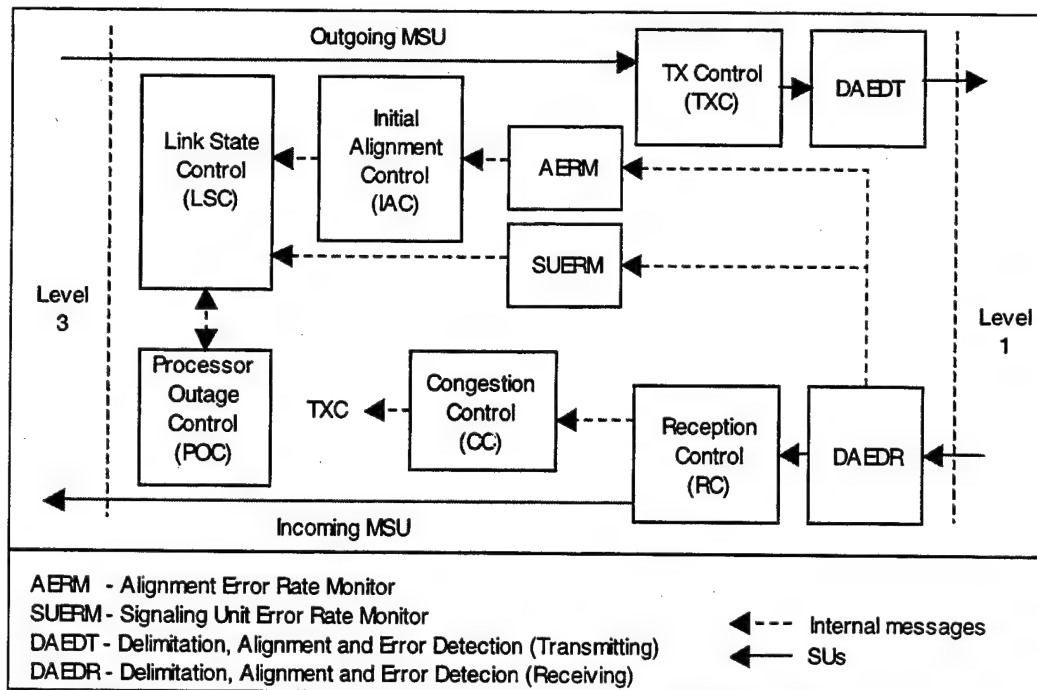 Outgoing MSU
TX Control
(TXC)
DAEDT
Link State
Control
(LSC)
Initial
Alignment
Control
(IAC)
AERM
SUERM
Level
3
Level
1
Processor
Outage
Control
(POC)
TXC
Congestion
Control
(CC)
Reception
Control
(RC)
DAEDR
Incoming MSU
AERM - Alignment Error Rate Monitor
SUERM - Signaling Unit Error Rate Monitor
DAEDT - Delimitation, Alignment and Error Detection (Transmitting)
DAEDR - Delimitation, Alignment and Error Detecion (Receiving)
Internal messages
SUs